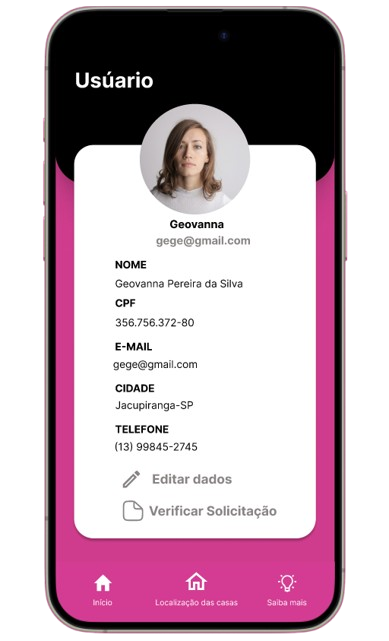 Usúario
Geovanna
gege@gmail.com
NOME
Geovanna Pereira da Silva
CPF
356.756.372-80
E-MAIL
gege@gmail.com
CIDADE
Jacupiranga-SP
TELEFONE
(13) 99845-2745
Editar dados
Verificar Solicitação
Início
Localização das casas
Saiba mais